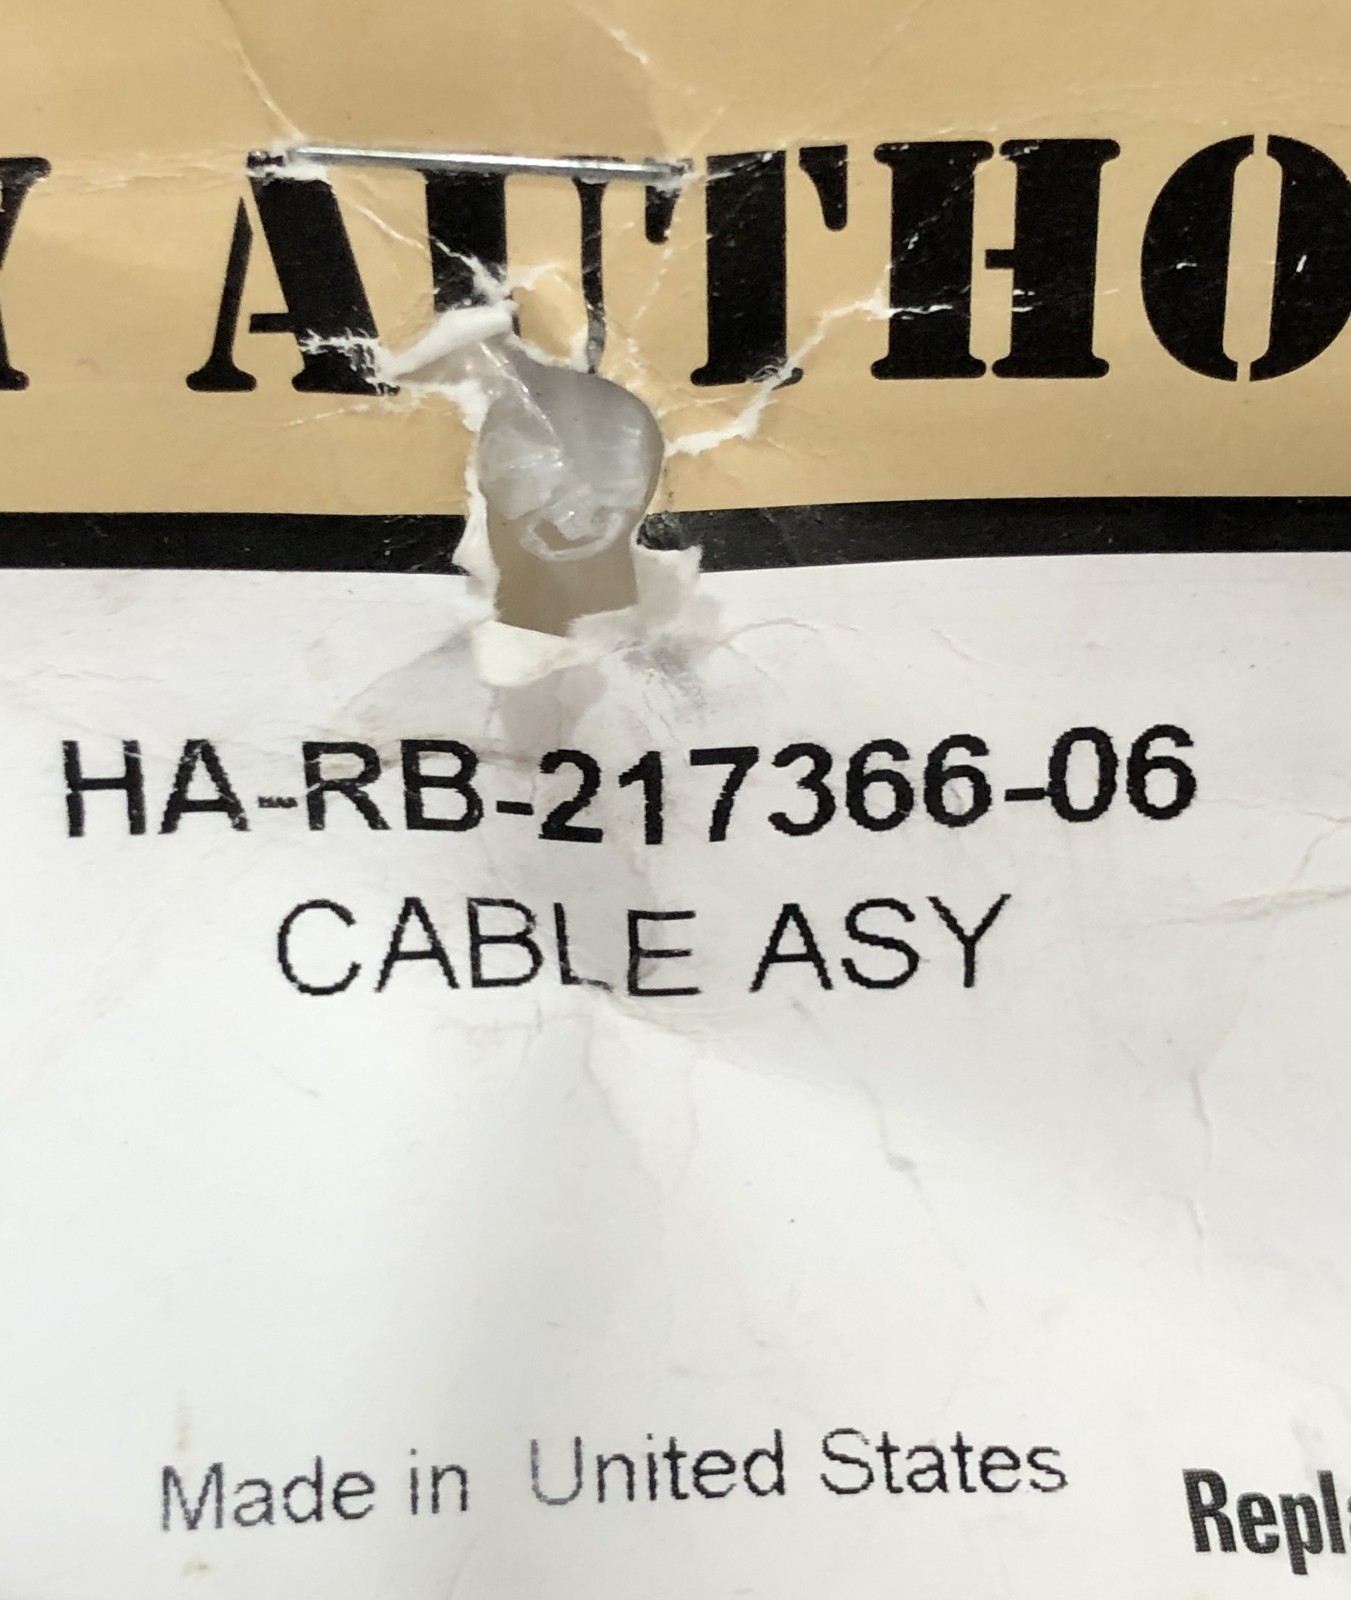 Y AUTHO
HA-RB-217366-06
CABLE ASY
Made in United States
Repl